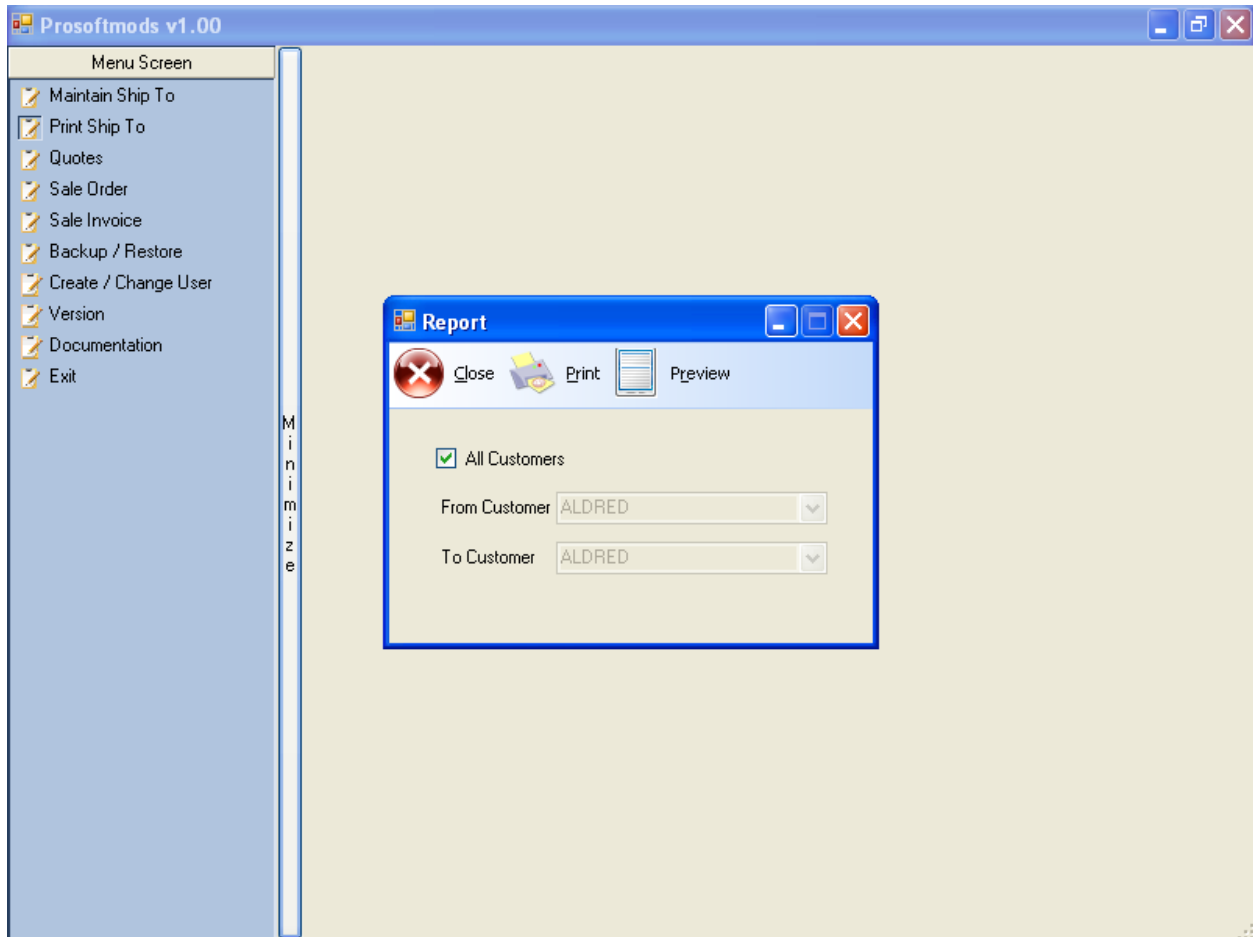 Prosoftmods v1.00
Menu Screen
Maintain Ship To
Print Ship To
Quotes
Sale Order
Sale Invoice
Backup / Restore
Create / Change User
Version
Documentation
Exit
Minimize
Report
Close Print Preview
All Customers
From Customer ALDRED
To Customer ALDRED